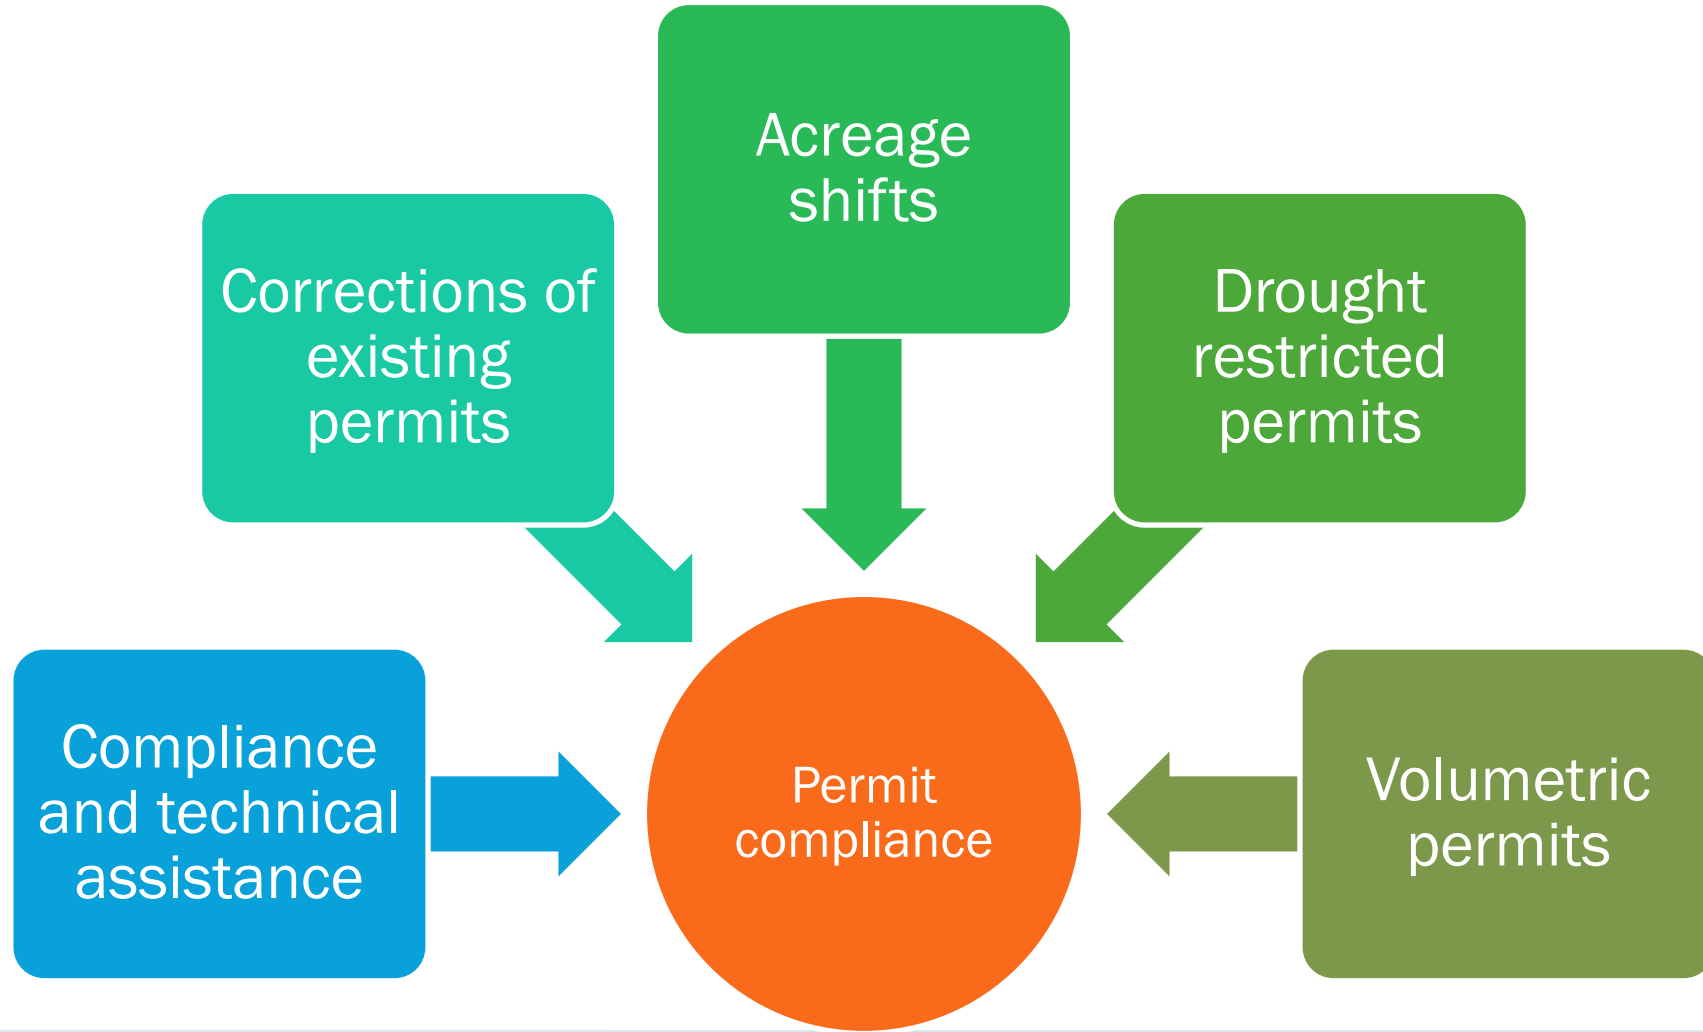 Acreage
shifts
Corrections of
existing
permits
Drought
restricted
permits
Compliance
and technical
assistance
Permit
compliance
Volumetric
permits